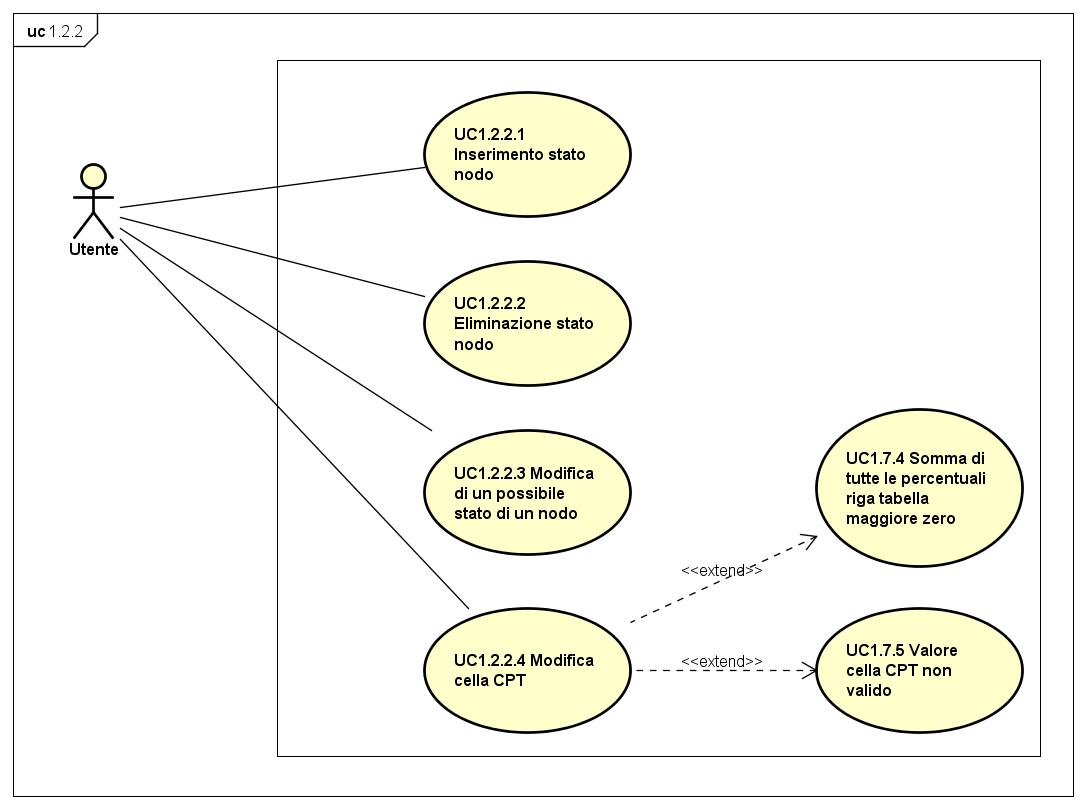 uc 1.2.2
Utente
UC1.2.2.1
Inserimento stato
nodo
UC1.2.2.2
Eliminazione stato
nodo
UC1.2.2.3 Modifica
di un possibile
stato di un nodo
UC1.2.2.4 Modifica
cella CPT
<<extend>>
<<extend>>
UC1.7.4 Somma di
tutte le percentuali
riga tabella
maggiore zero
UC1.7.5 Valore
cella CPT non
valido